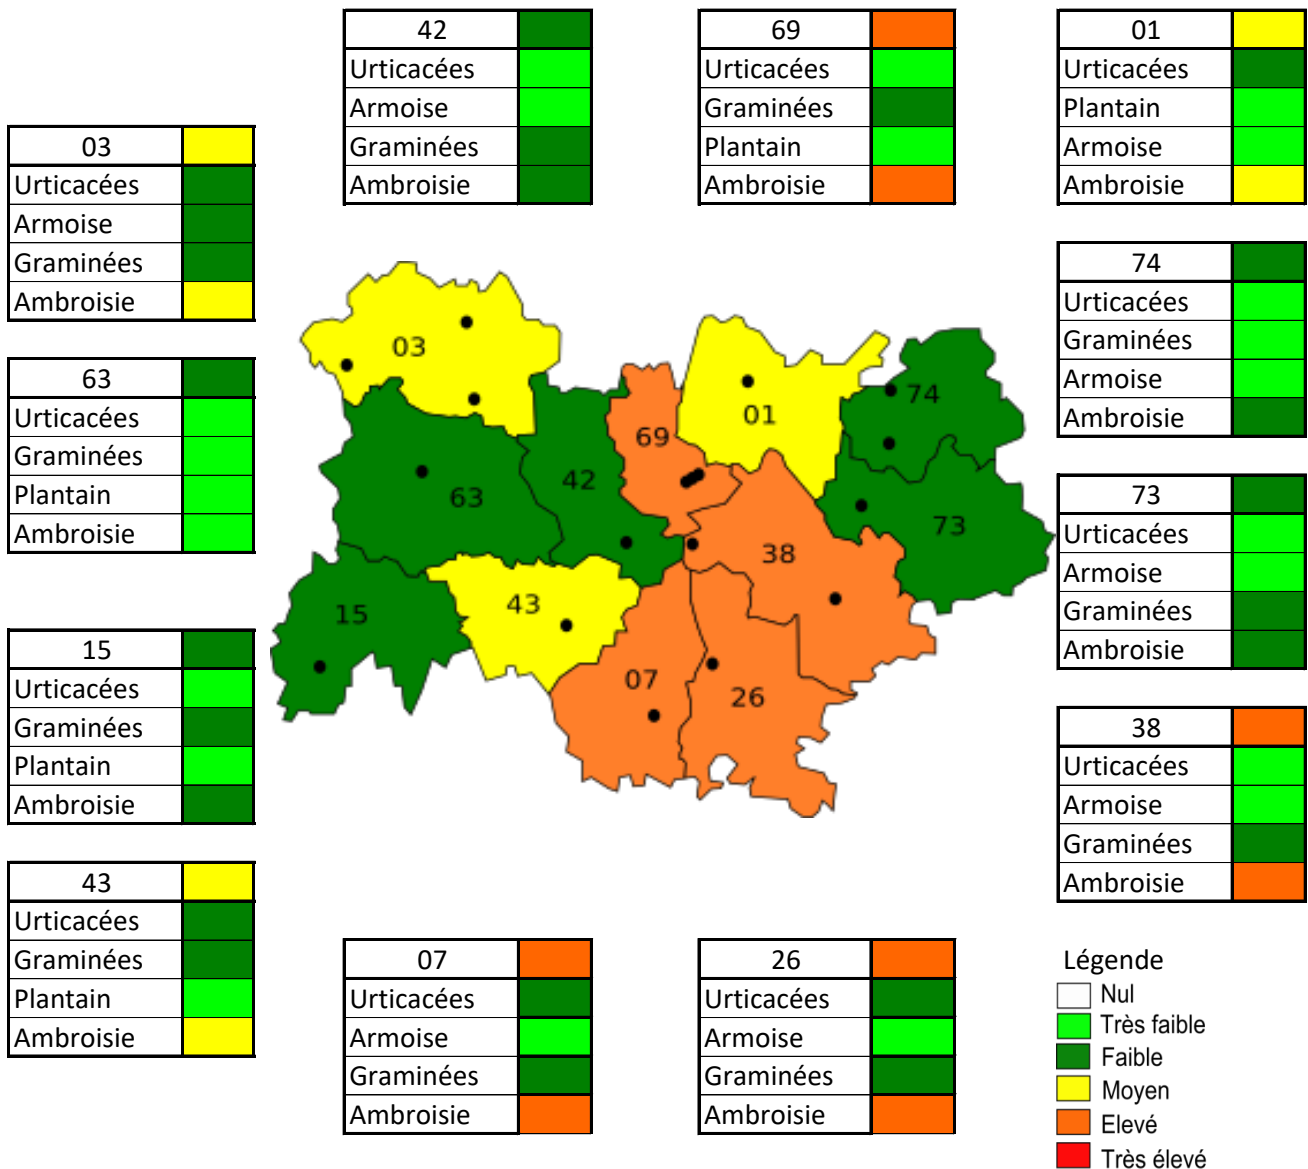 42
Urticacées
Armoise
Graminées
Ambroisie
69
Urticacées
Graminées
Plantain
Ambroisie
01
Urticacées
Plantain
Armoise
Ambroisie
03
Urticacées
Armoise
Graminées
Ambroisie
74
Urticacées
Graminées
Armoise
Ambroisie
63
Urticacées
Graminées
Plantain
Ambroisie
03
74
01
69
42
63
73
38
43
15
07
26
73
Urticacées
Armoise
Graminées
Ambroisie
15
Urticacées
Graminées
Plantain
Ambroisie
38
Urticacées
Armoise
Graminées
Ambroisie
43
Urticacées
Graminées
Plantain
Ambroisie
07
Urticacées
Armoise
Graminées
Ambroisie
26
Urticacées
Armoise
Graminées
Ambroisie
Légende
Nul
Très faible
Faible
Moyen
Elevé
Très élevé